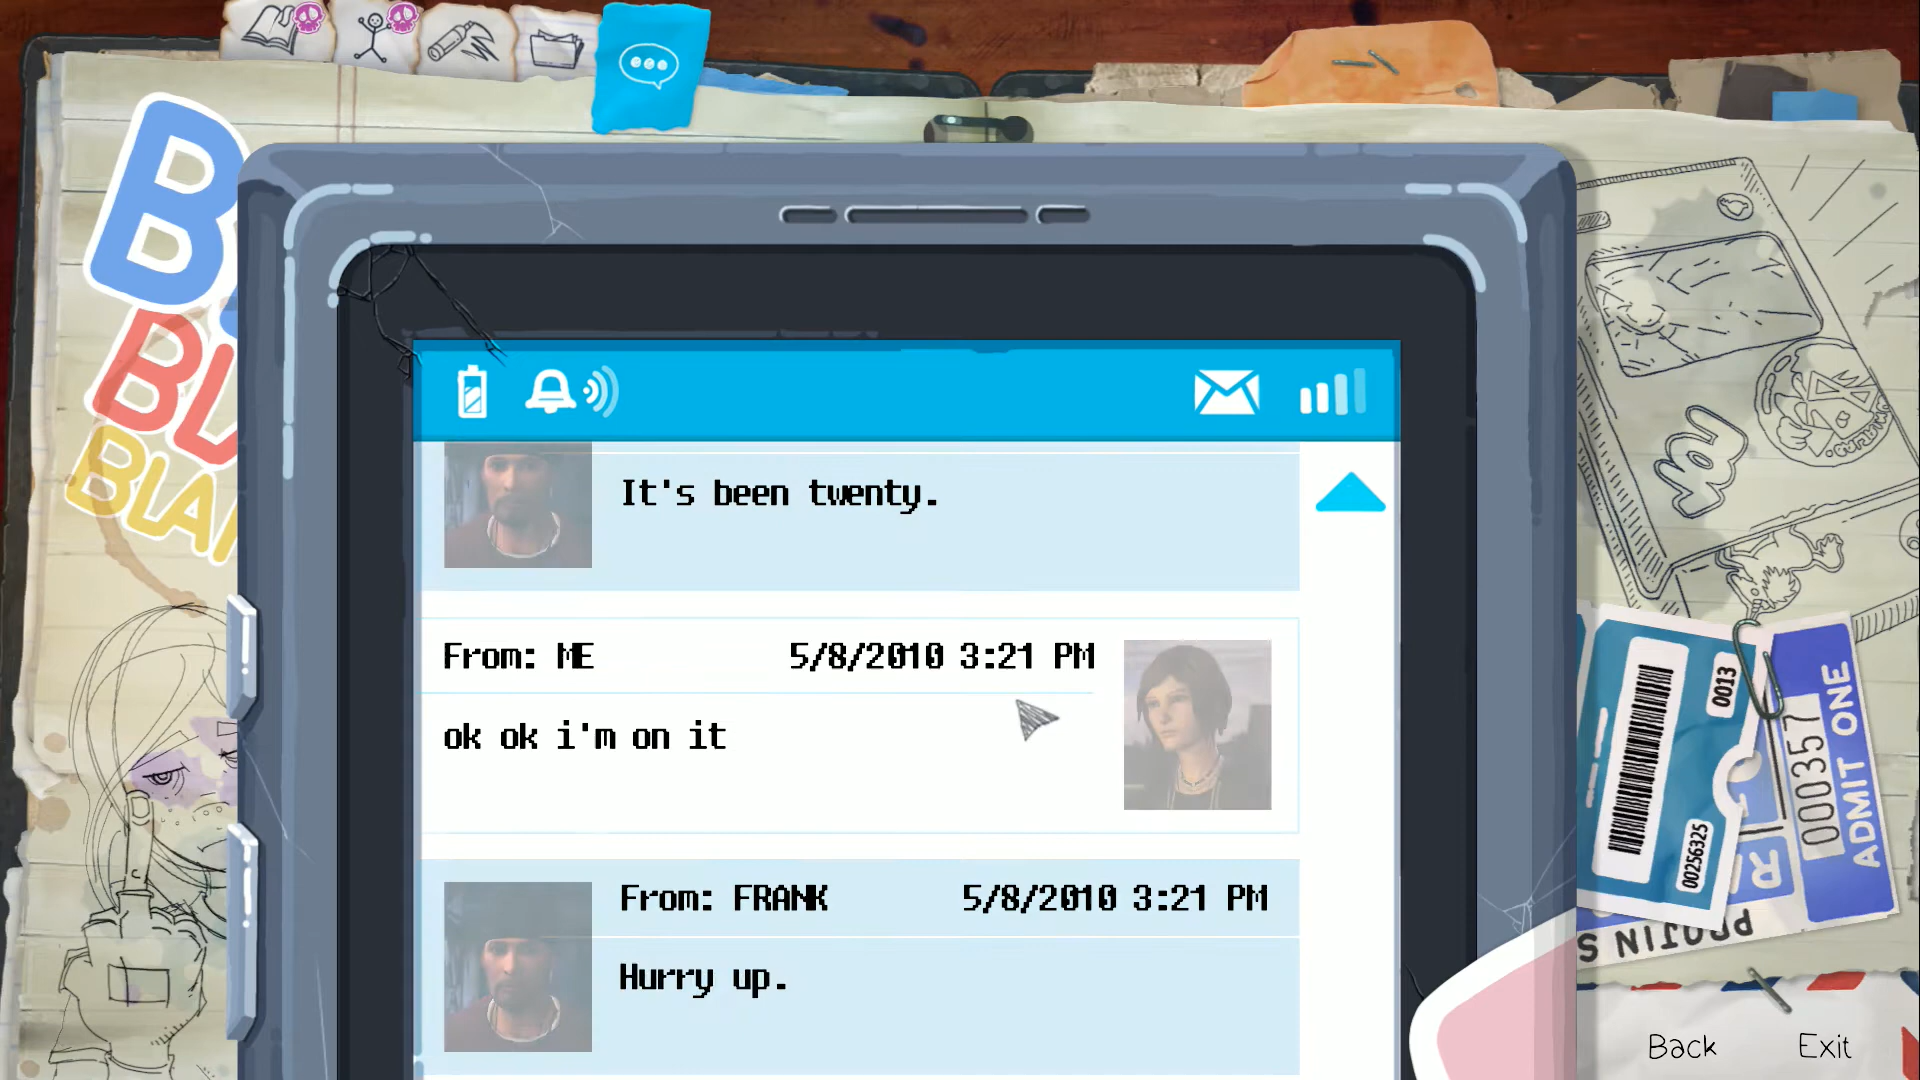 It's been twenty.
From: ME 5/8/2010 3:21 PM
ok ok i'm on it
From: FRANK 5/8/2010 3:21 PM
Hurry up.
0013
00256325
000357
ADMIT ONE
Back Exit